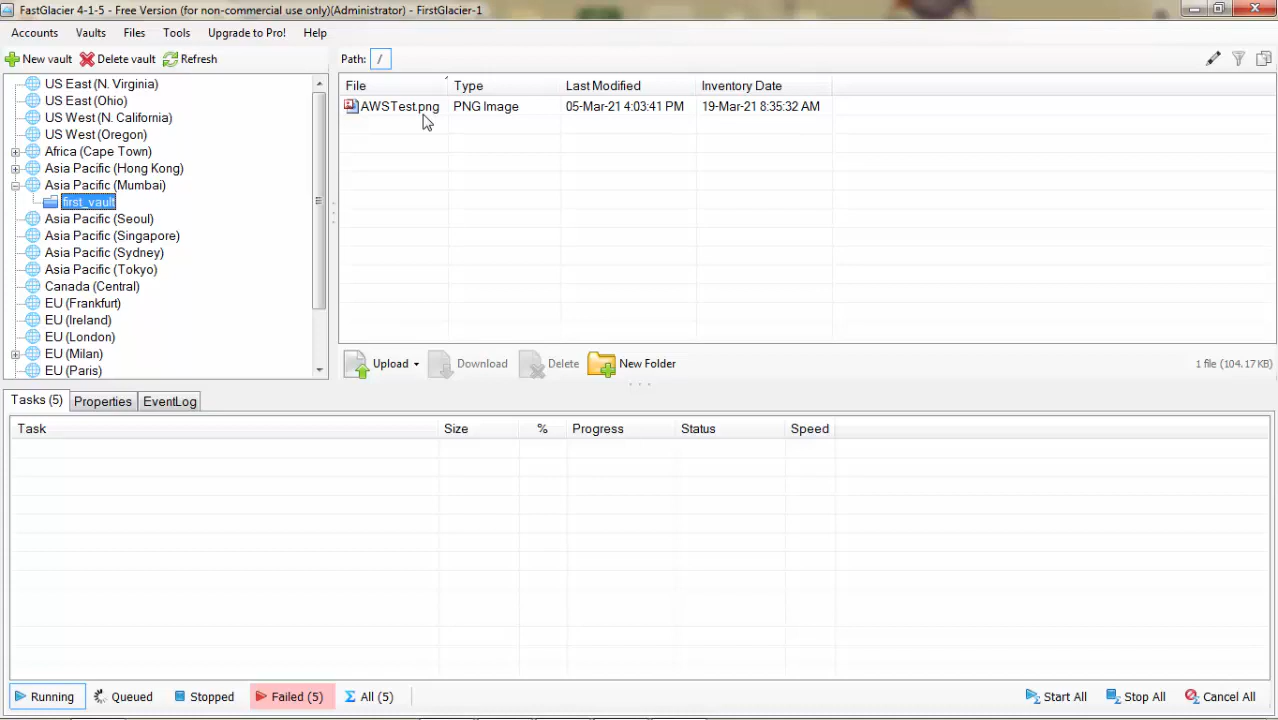 FastGlacier 4-1-5 - Free Version (for non-commercial use only)(Administrator) - FirstGlacier-1
Accounts Vaults Files Tools Upgrade to Pro! Help
New vault Delete vault Refresh
Path: /
US East (N. Virginia)
US East (Ohio)
US West (N. California)
US West (Oregon)
Africa (Cape Town)
Asia Pacific (Hong Kong)
Asia Pacific (Mumbai)
first_vault
Asia Pacific (Seoul)
Asia Pacific (Singapore)
Asia Pacific (Sydney)
Asia Pacific (Tokyo)
Canada (Central)
EU (Frankfurt)
EU (Ireland)
EU (London)
EU (Milan)
EU (Paris)
File Type Last Modified Inventory Date
AWSTest.png PNG Image 05-Mar-21 4:03:41 PM 19-Mar-21 8:35:32 AM
Upload Download Delete New Folder 1 file (104.17KB)
Tasks (5) Properties EventLog
Task Size % Progress Status Speed
Running Queued Stopped Failed (5) All (5) Start All Stop All Cancel All